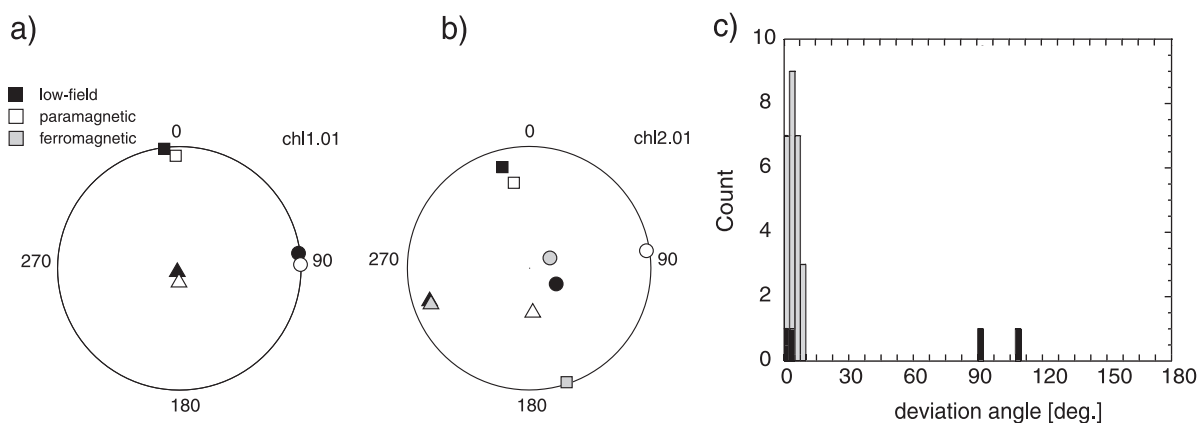 a)
low-field
paramagnetic
ferromagnetic
0
chl1.01
270
90
180
b)
0
chl2.01
270
90
180
c)
10
8
6
4
2
0
Count
0 30 60 90 120 150 180
deviation angle [deg.]